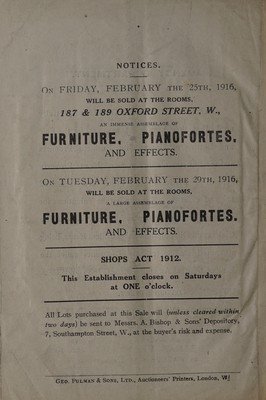 NOTICES.
ON FRIDAY, FEBRUARY THE 25TH, 1916,
WILL BE SOLD AT THE ROOMS,
187 & 189 OXFORD STREET, W.,
AN IMMENSE ASSEMBLAGE OF
FURNITURE, PIANOFORTES,
AND EFFECTS.
ON TUESDAY, FEBRUARY THE 29TH, 1916,
WILL BE SOLD AT THE ROOMS,
A LARGE ASSEMBLAGE OF
FURNITURE, PIANOFORTES,
AND EFFECTS.
SHOPS ACT 1912.
This Establishment closes on Saturdays
at ONE o'clock.
All Lots purchased at this Sale will (unless cleared within
two days) be sent to Messrs. A. Bishop & Sons' Depository,
7, Southampton Street, W., at the buyer's risk and expense.
GEO. PULMAN & SONS, LTD., Auctioneers' Printers, London, W.